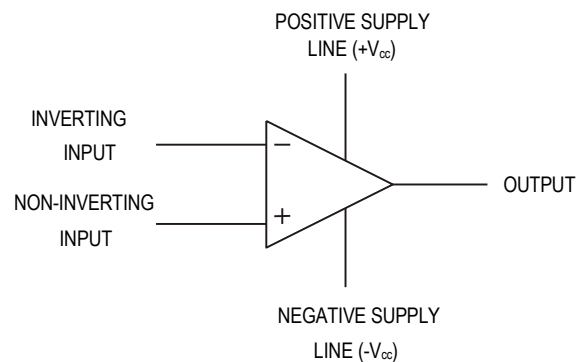 POSITIVE SUPPLY
LINE (+Vcc)
INVERTING
INPUT
−
NON-INVERTING
INPUT
+
OUTPUT
NEGATIVE SUPPLY
LINE (-Vcc)